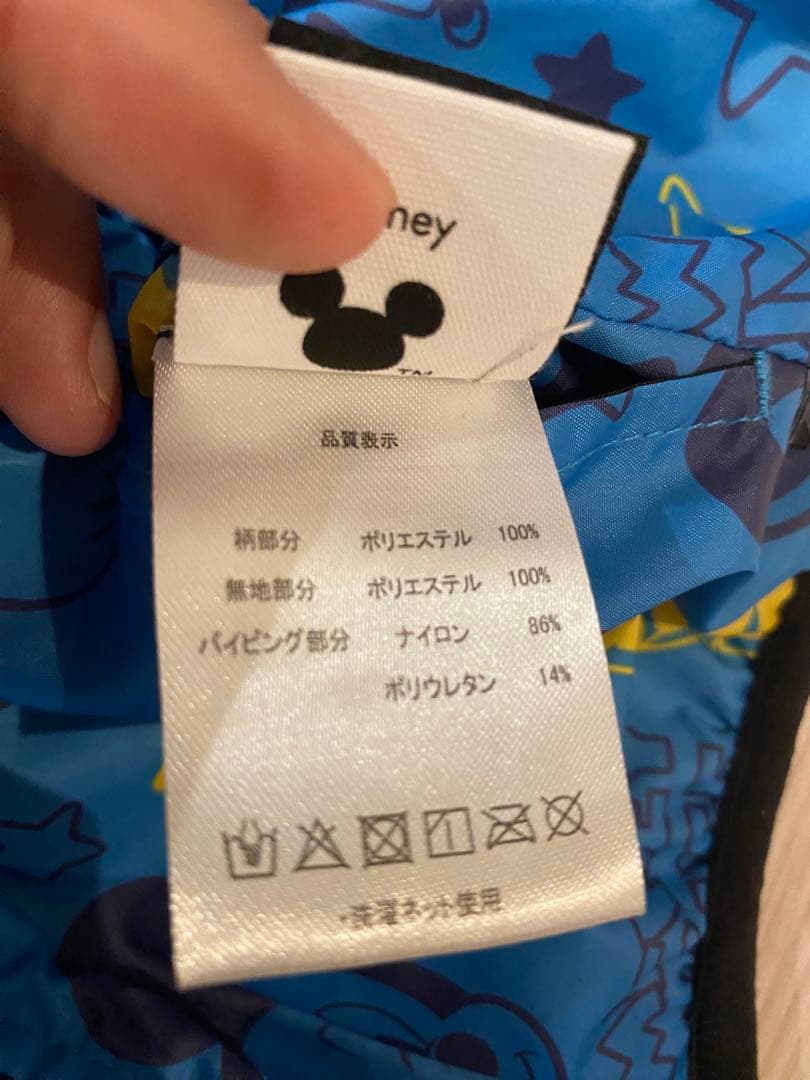 ney
TM
品質表示
柄部分 ポリエステル 100%
無地部分 ポリエステル 100%
パイピング部分 ナイロン 86%
ポリウレタン 14%
・洗濯ネット使用